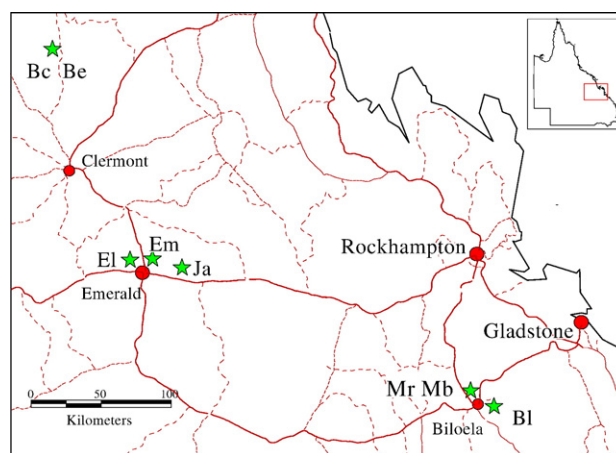 Bc Be
Clermont
El
Em
Ja
Emerald
Rockhampton
Gladstone
Mr Mb
Bl
Biloela
0 50 100
Kilometers